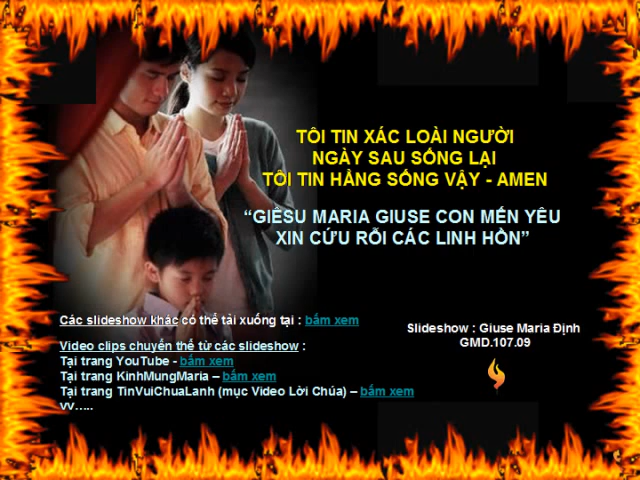 TÔI TIN XÁC LOÀI NGƯỜI
NGÀY SAU SỐNG LẠI
TÔI TIN HẰNG SỐNG VẬY - AMEN
“GIÊSU MARIA GIUSE CON MẾN YÊU
XIN CỨU RỖI CÁC LINH HỒN”
Các slideshow khác có thể tải xuống tại : bấm xem
Video clips chuyển thể từ các slideshow :
Tại trang YouTube - bấm xem
Tại trang KinhMungMaria – bấm xem
Tại trang TinVuiChuaLanh (mục Video Lời Chúa) – bấm xem
vv…..
Slideshow : Giuse Maria Định
GMD.107.09